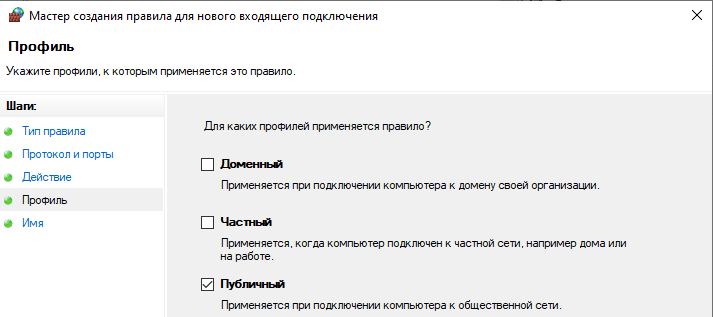 Мастер создания правила для нового входящего подключения
Профиль
Укажите профили, к которым применяется это правило.
Шаги:
Тип правила
Протокол и порты
Действие
Профиль
Имя
Для каких профилей применяется правило?
Доменный
Применяется при подключении компьютера к домену своей организации.
Частный
Применяется, когда компьютер подключен к частной сети, например дома или
на работе.
Публичный
Применяется при подключении компьютера к общественной сети.